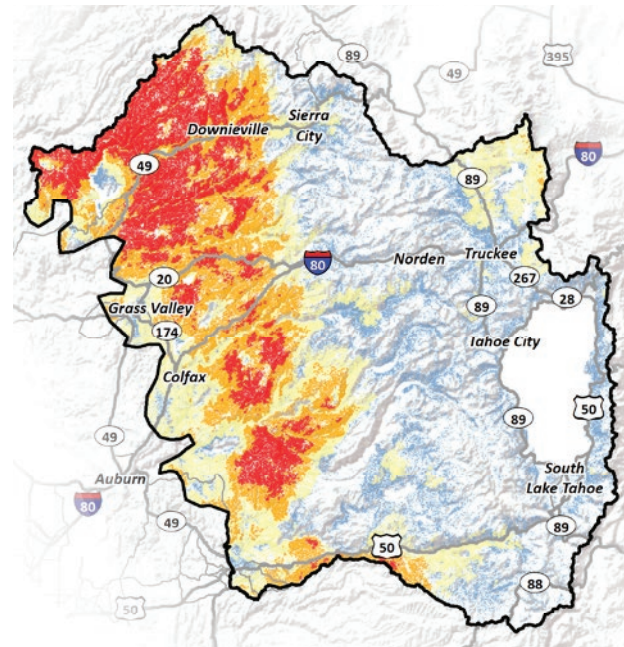 89
49
395
Downieville
Sierra
City
80
49
89
20
80
Norden
Truckee
267
Grass Valley
89
28
174
Tahoe City
Colfax
50
89
49
Auburn
South
Lake Tahoe
80
49
50
89
88
50